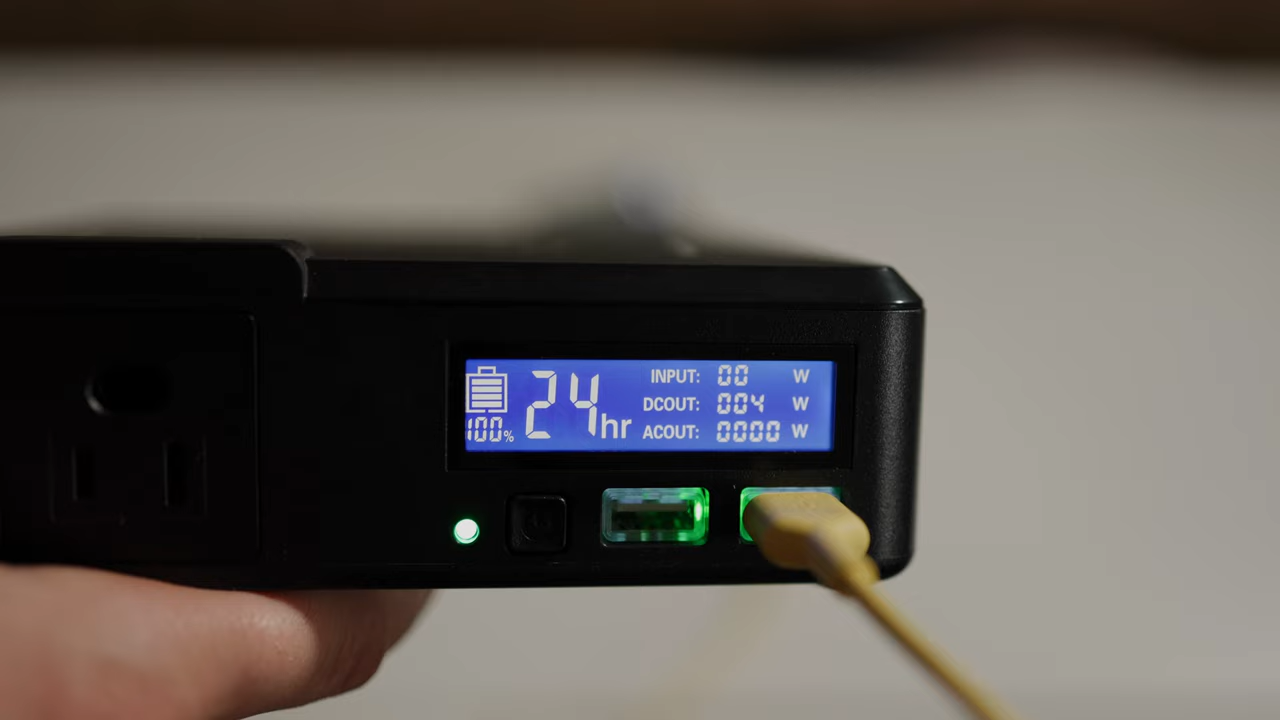 100%
24hr
INPUT: 00 W
DCOUT: 004 W
ACOUT: 0000 W